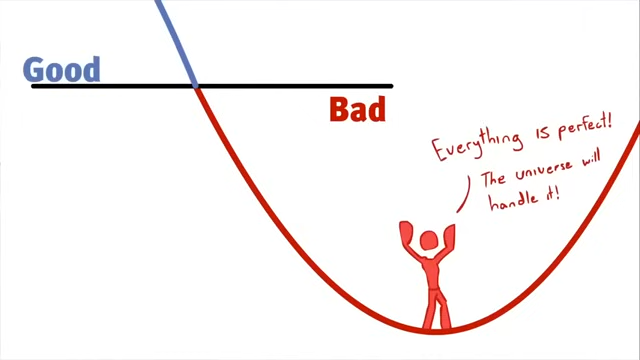 Good
Bad
Everything is perfect!
The universe will
handle it!